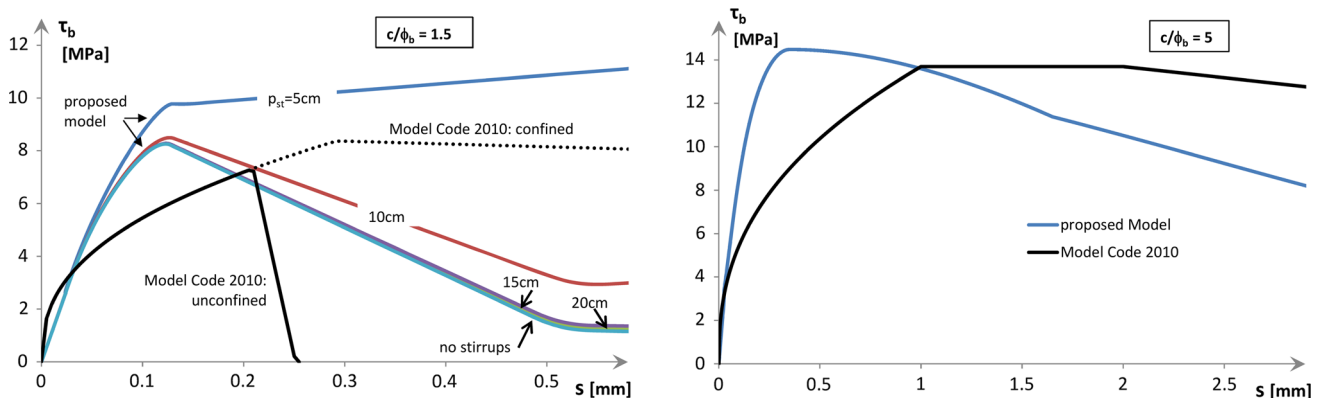 τb
[MPa]
c/ϕb = 1.5
12
10
8
6
4
2
0
proposed
model
pst=5cm
Model Code 2010: confined
10cm
Model Code 2010:
unconfined
15cm
20cm
no stirrups
0
0.1
0.2
0.3
0.4
0.5
s [mm]
τb
[MPa]
c/ϕb = 5
14
12
10
8
6
4
2
0
proposed Model
Model Code 2010
0
0.5
1
1.5
2
2.5
s [mm]